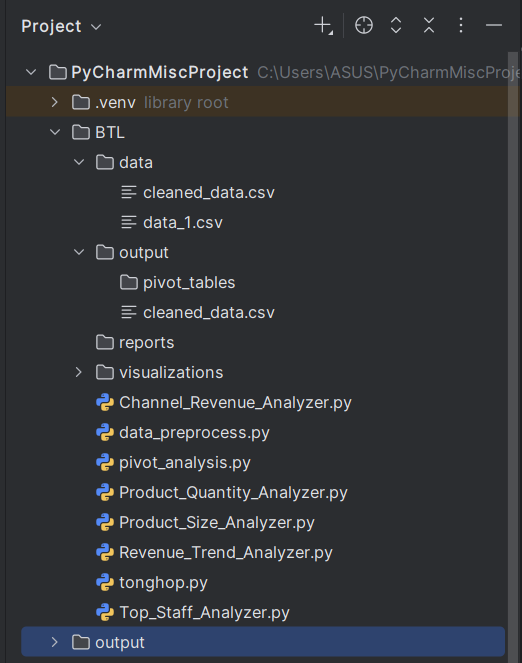 Project
PyCharmMiscProject C:\Users\ASUS\PyCharmMiscProje
.venv library root
BTL
data
cleaned_data.csv
data_1.csv
output
pivot_tables
cleaned_data.csv
reports
visualizations
Channel_Revenue_Analyzer.py
data_preprocess.py
pivot_analysis.py
Product_Quantity_Analyzer.py
Product_Size_Analyzer.py
Revenue_Trend_Analyzer.py
tonghop.py
Top_Staff_Analyzer.py
output